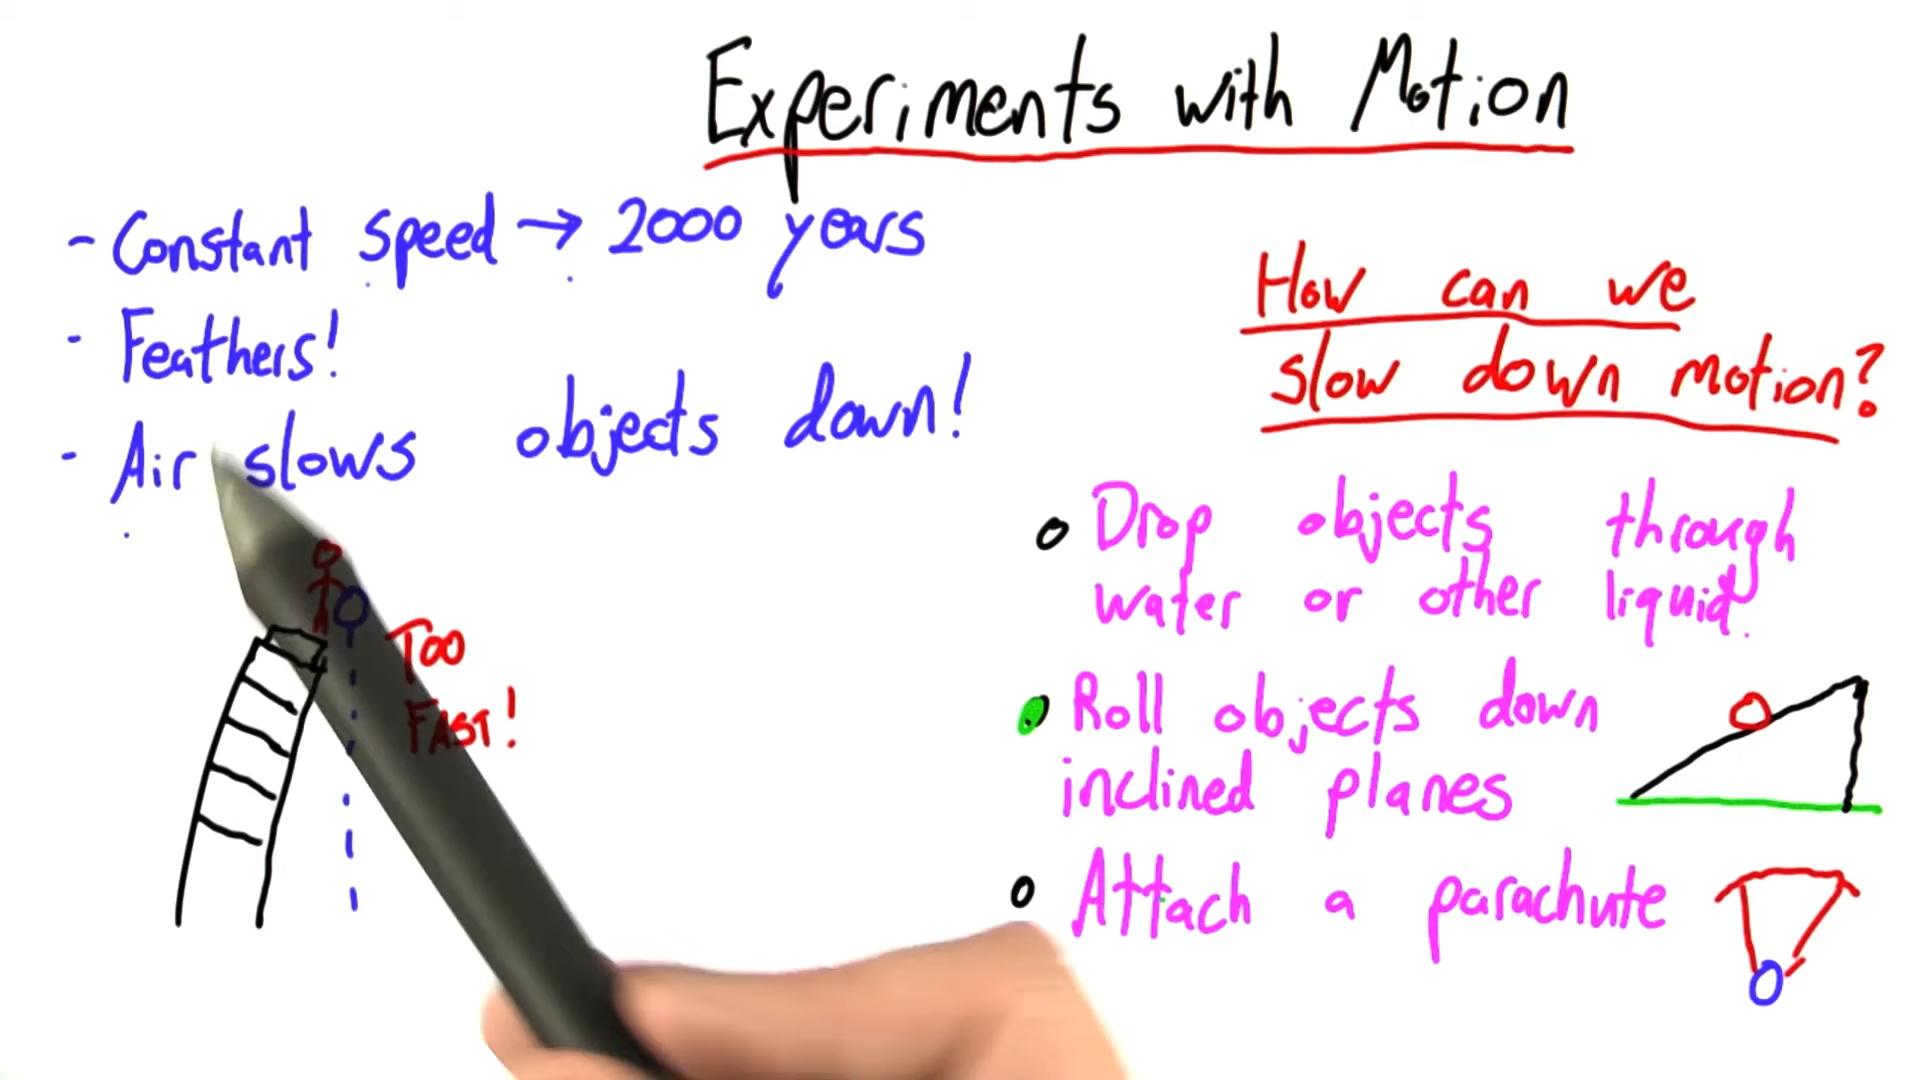 Experiments with Motion
- Constant speed → 2000 years
- Feathers!
- Air slows objects down!
TOO
FAST!
How can we
slow down motion?
Drop objects through
water or other liquid.
Roll objects down
inclined planes
Attach a parachute